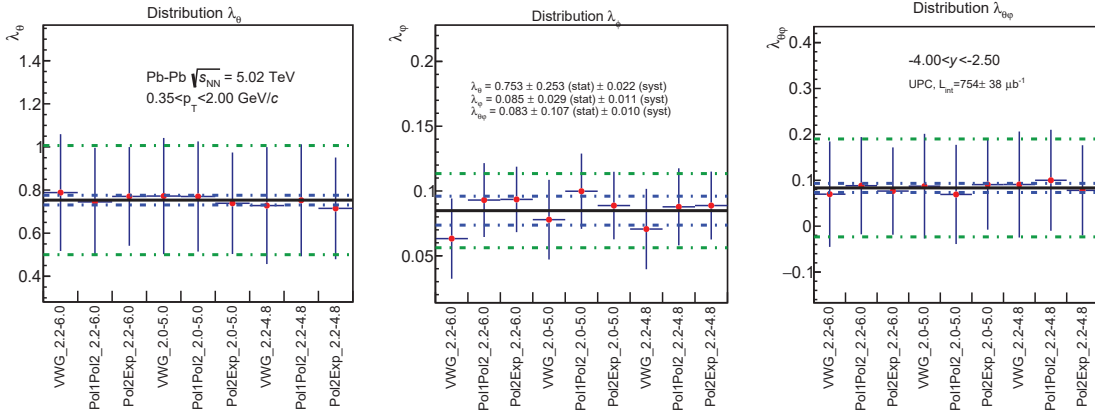 Distribution λθ
λθ
1.4
1.2
1
0.8
0.6
0.4
Pb-Pb √sNN = 5.02 TeV
0.35<pT<2.00 GeV/c
VWG_2.2-6.0
Pol1Pol2_2.2-6.0
Pol2Exp_2.2-6.0
VWG_2.0-5.0
Pol1Pol2_2.0-5.0
Pol2Exp_2.0-5.0
VWG_2.2-4.8
Pol1Pol2_2.2-4.8
Pol2Exp_2.2-4.8
Distribution λφ
λφ
0.2
0.15
0.1
0.05
λθ = 0.753 ± 0.253 (stat) ± 0.022 (syst)
λφ = 0.085 ± 0.029 (stat) ± 0.011 (syst)
λθφ = 0.083 ± 0.107 (stat) ± 0.010 (syst)
VWG_2.2-6.0
Pol1Pol2_2.2-6.0
Pol2Exp_2.2-6.0
VWG_2.0-5.0
Pol1Pol2_2.0-5.0
Pol2Exp_2.0-5.0
VWG_2.2-4.8
Pol1Pol2_2.2-4.8
Pol2Exp_2.2-4.8
Distribution λθφ
λθφ
0.4
0.3
0.2
0.1
0
−0.1
-4.00<y <-2.50
UPC, Lint=754± 38 μb-1
VWG_2.2-6.0
Pol1Pol2_2.2-6.0
Pol2Exp_2.2-6.0
VWG_2.0-5.0
Pol1Pol2_2.0-5.0
Pol2Exp_2.0-5.0
VWG_2.2-4.8
Pol1Pol2_2.2-4.8
Pol2Exp_2.2-4.8